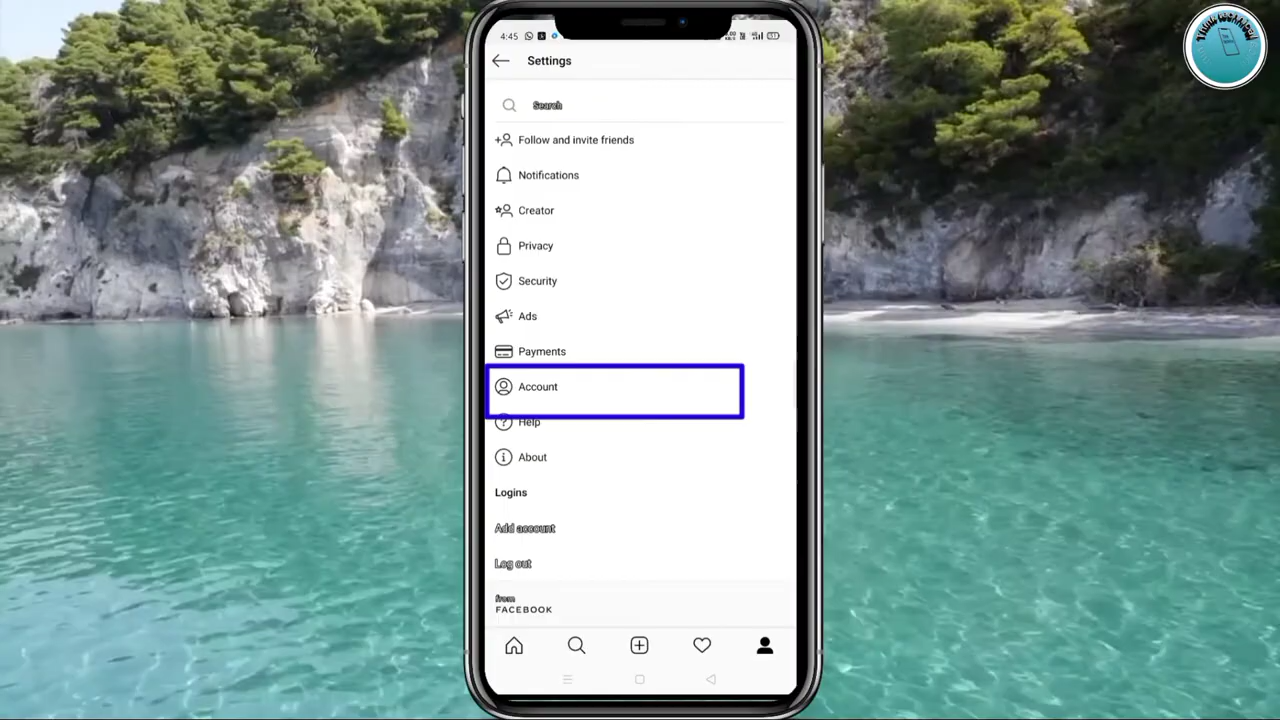 4:45
Settings
Search
Follow and invite friends
Notifications
Creator
Privacy
Security
Ads
Payments
Account
Help
About
Logins
Add account
Log out
from
FACEBOOK